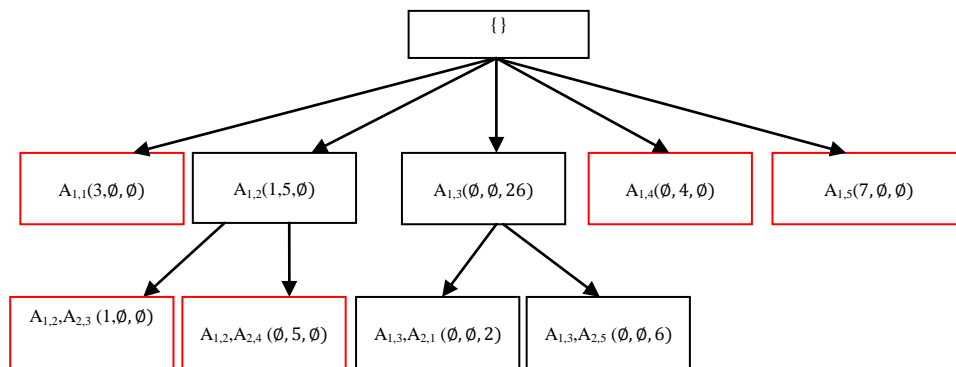 {}
A1,1(3,∅,∅)
A1,2(1,5,∅)
A1,3(∅, ∅, 26)
A1,4(∅, 4, ∅)
A1,5(7, ∅, ∅)
A1,2,A2,3 (1,∅, ∅)
A1,2,A2,4 (∅, 5, ∅)
A1,3,A2,1 (∅, ∅, 2)
A1,3,A2,5 (∅, ∅, 6)